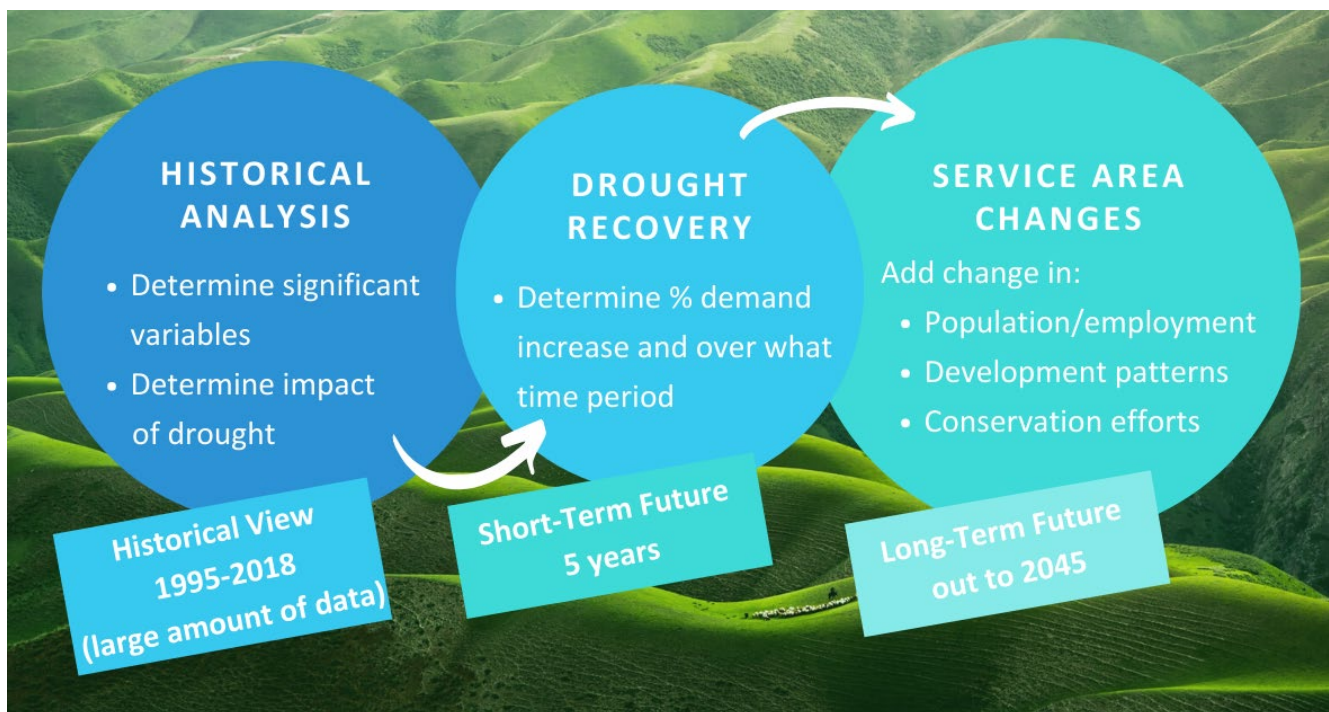 HISTORICAL
ANALYSIS
• Determine significant
variables
• Determine impact
of drought
Historical View
1995-2018
(large amount of data)
DROUGHT
RECOVERY
• Determine % demand
increase and over what
time period
Short-Term Future
5 years
SERVICE AREA
CHANGES
Add change in:
• Population/employment
• Development patterns
• Conservation efforts
Long-Term Future
out to 2045